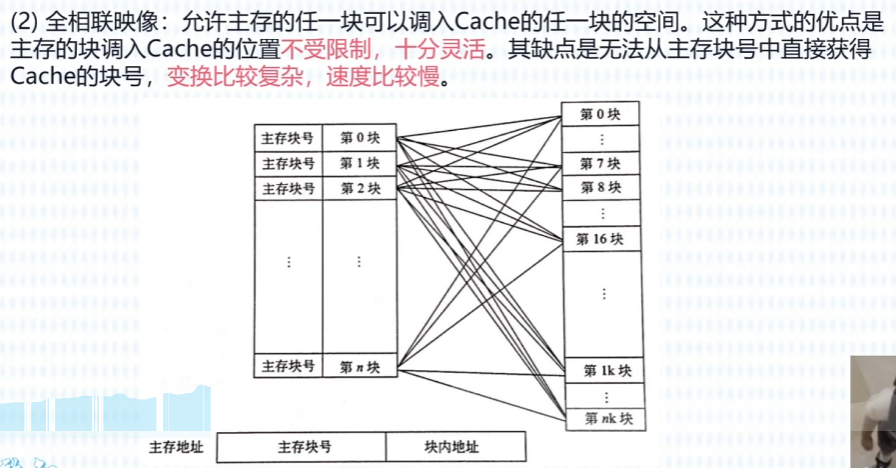 (2) 全相联映像：允许主存的任一块可以调入Cache的任一块的空间。这种方式的优点是
主存的块调入Cache的位置不受限制，十分灵活。其缺点是无法从主存块号中直接获得
Cache的块号，变换比较复杂，速度比较慢。
主存块号 第 0 块
主存块号 第 1 块
主存块号 第 2 块
⋮ ⋮
主存块号 第 n 块
第 0 块
⋮
第 7 块
第 8 块
⋮
第 16 块
⋮
第 1k 块
⋮
第 nk 块
主存地址 主存块号 块内地址